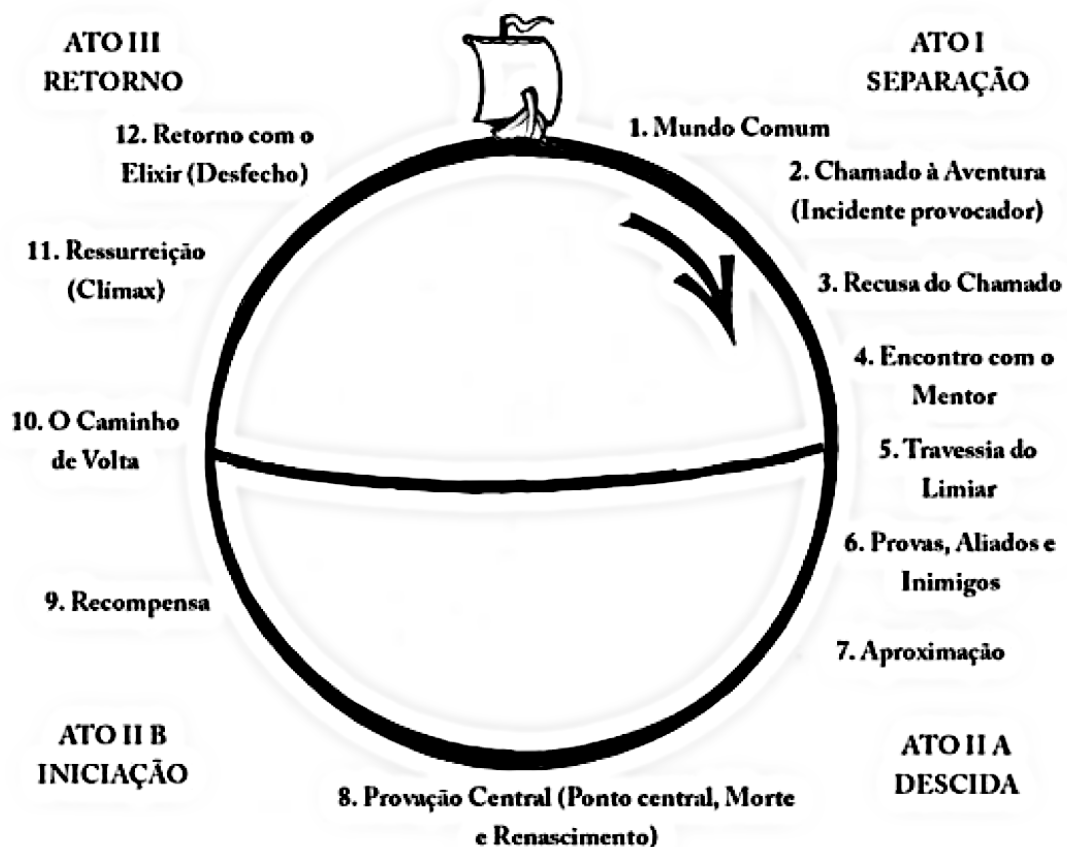 ATO III
RETORNO
ATO I
SEPARAÇÃO
1. Mundo Comum
2. Chamado à Aventura
(Incidente provocador)
3. Recusa do Chamado
4. Encontro com o
Mentor
5. Travessia do
Limiar
6. Provas, Aliados e
Inimigos
7. Aproximação
ATO II A
DESCIDA
8. Provação Central (Ponto central, Morte
e Renascimento)
ATO II B
INICIAÇÃO
9. Recompensa
10. O Caminho
de Volta
11. Ressurreição
(Clímax)
12. Retorno com o
Elixir (Desfecho)